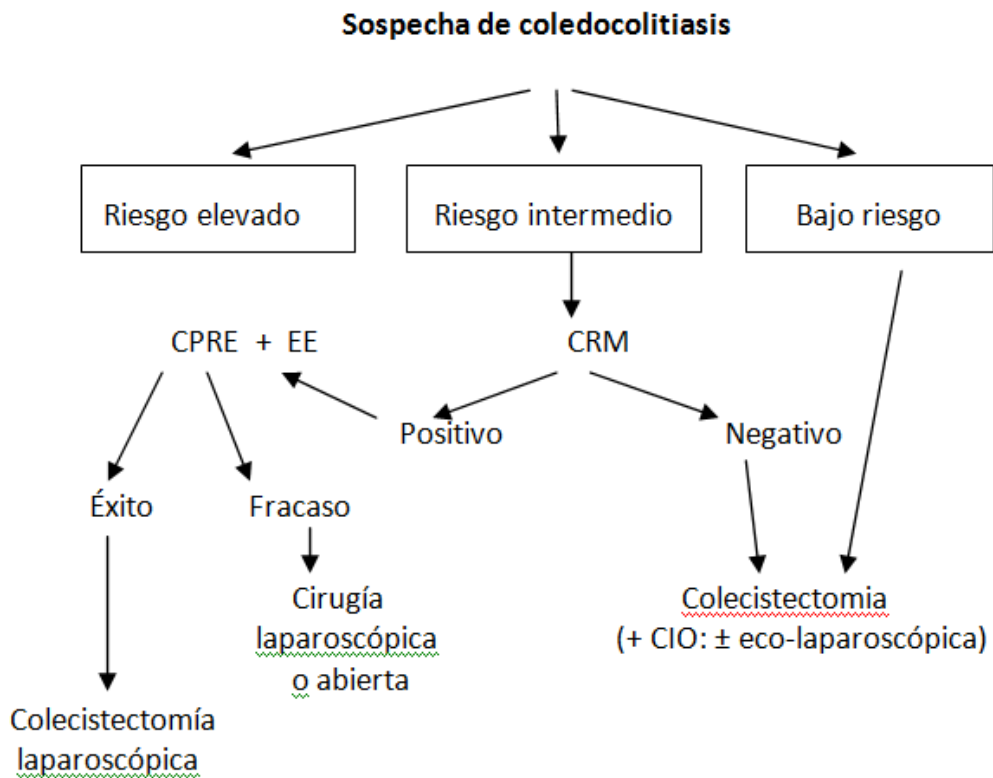 Sospecha de coledocolitiasis
Riesgo elevado
Riesgo intermedio
Bajo riesgo
CPRE + EE
CRM
Positivo
Negativo
Éxito
Fracaso
Cirugía
laparoscópica
o abierta
Colecistectomia
(+ CIO: ± eco-laparoscópica)
Colecistectomía
laparoscópica